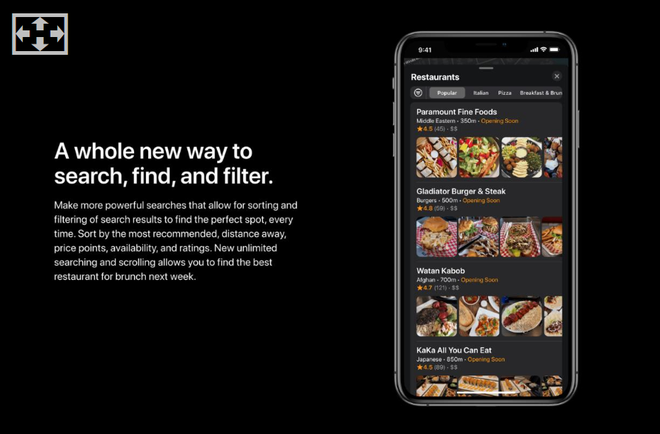 A whole new way to
search, find, and filter.
Make more powerful searches that allow for sorting and
filtering of search results to find the perfect spot, every
time. Sort by the most recommended, distance away,
price points, availability, and ratings. New unlimited
searching and scrolling allows you to find the best
restaurant for brunch next week.
9:41
Restaurants
Popular Italian Pizza Breakfast & Brun
Paramount Fine Foods
Middle Eastern • 350m • Opening Soon
★4.5 (45) • $$
Gladiator Burger & Steak
Burgers • 500m • Opening Soon
★4.8 (59) • $$
Watan Kabob
Afghan • 700m • Opening Soon
★4.7 (121) • $$
KaKa All You Can Eat
Japanese • 850m • Opening Soon
★4.5 (89) • $$